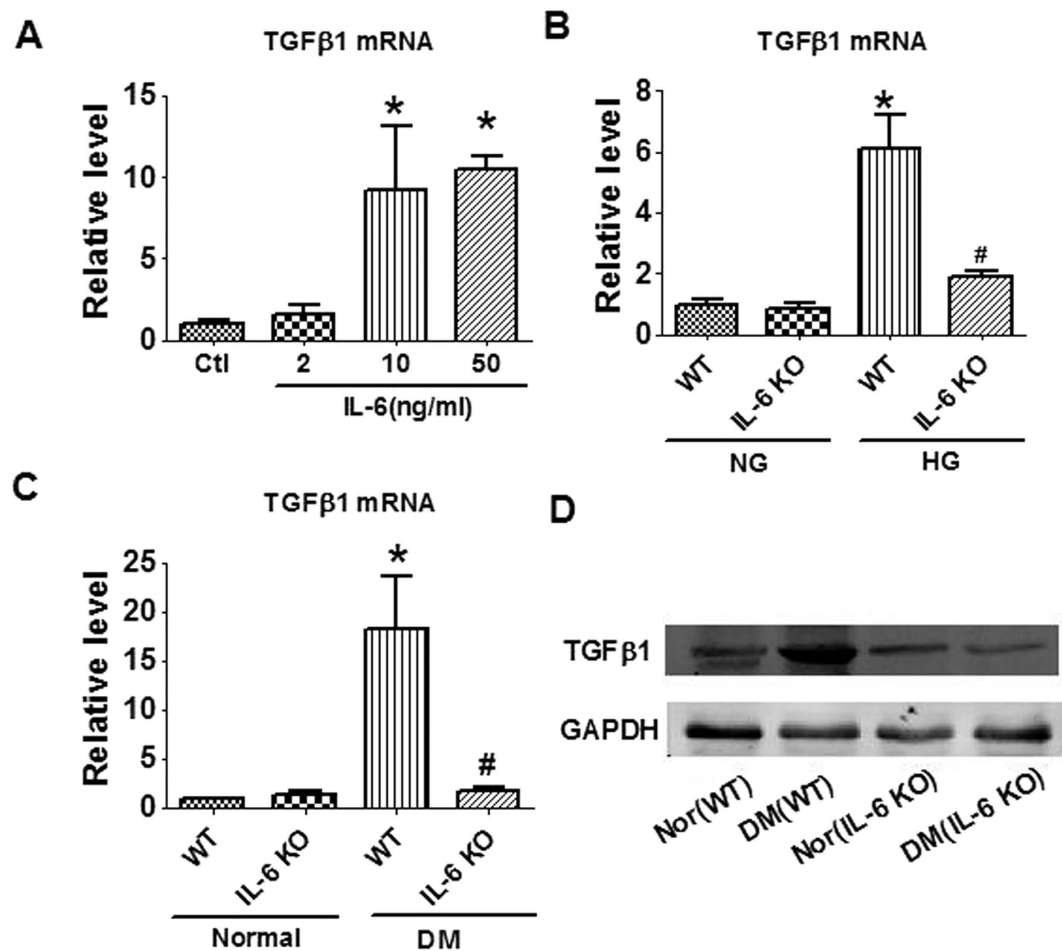 A
TGFβ1 mRNA
Relative level
15
10
5
0
*
*
Ctl 2 10 50
IL-6(ng/ml)
B
TGFβ1 mRNA
Relative level
8
6
4
2
0
*
#
WT IL-6 KO WT IL-6 KO
NG HG
C
TGFβ1 mRNA
Relative level
25
20
15
10
5
0
*
#
WT IL-6 KO WT IL-6 KO
Normal DM
D
TGFβ1
GAPDH
Nor(WT) DM(WT) Nor(IL-6 KO) DM(IL-6 KO)